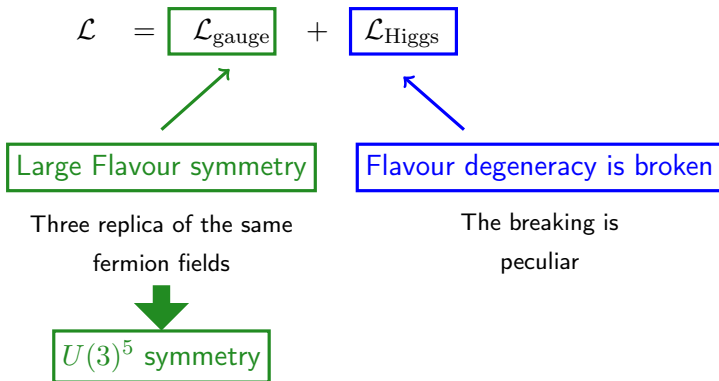 ℒ = ℒ_gauge + ℒ_Higgs
Large Flavour symmetry
Flavour degeneracy is broken
Three replica of the same
fermion fields
The breaking is
peculiar
U(3)⁵ symmetry